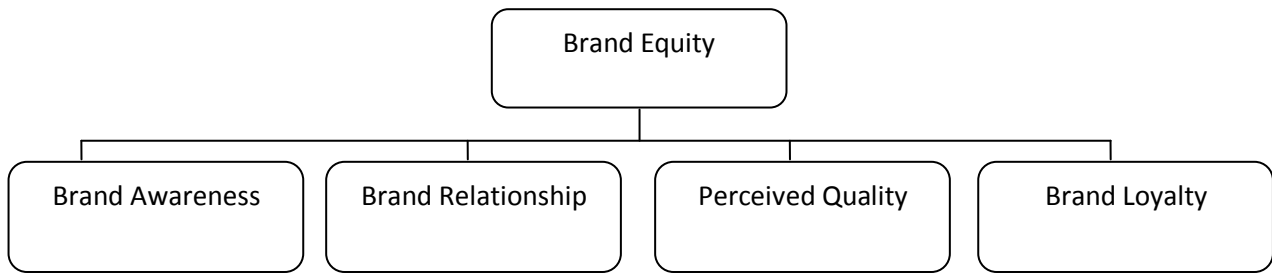 Brand Equity
Brand Awareness
Brand Relationship
Perceived Quality
Brand Loyalty